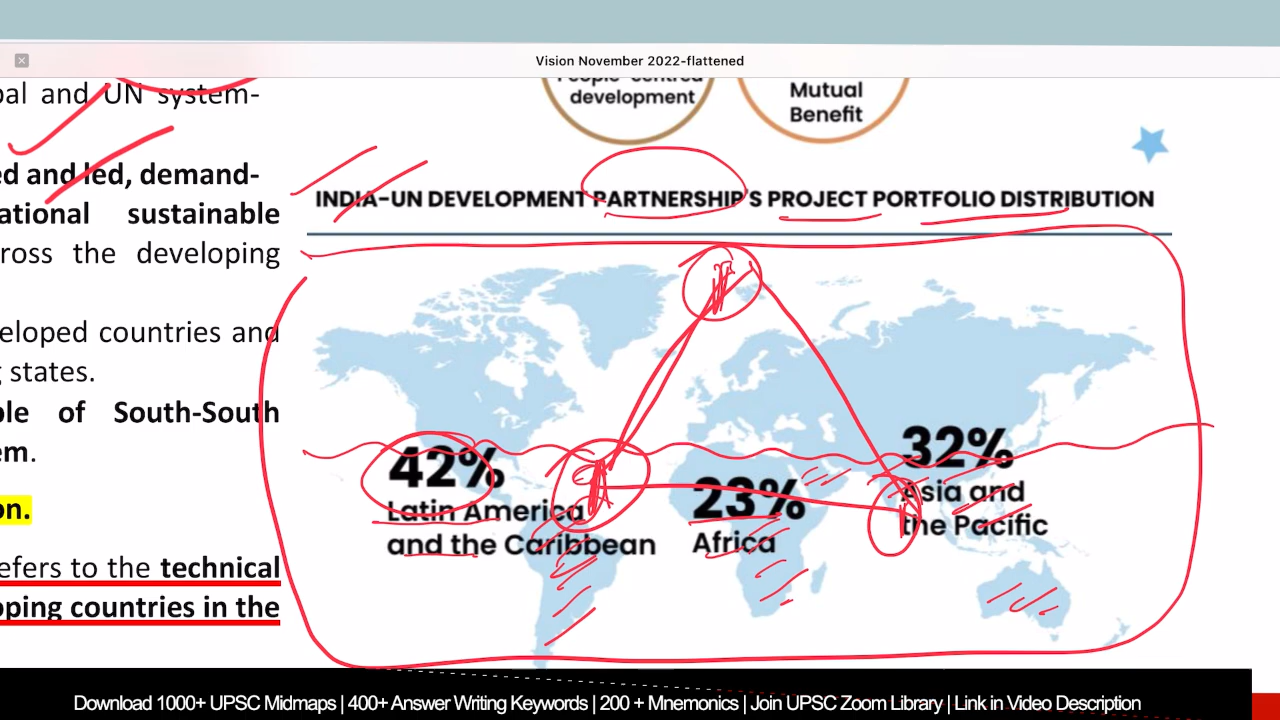 Vision November 2022-flattened
People-centred
development
Mutual
Benefit
bal and UN system-
ed and led, demand-
ational sustainable
ross the developing
eloped countries and
g states.
ple of South-South
em.
on.
efers to the technical
oping countries in the
INDIA-UN DEVELOPMENT PARTNERSHIP'S PROJECT PORTFOLIO DISTRIBUTION
42%
Latin America
and the Caribbean
23%
Africa
32%
Asia and
the Pacific
Download 1000+ UPSC Midmaps | 400+ Answer Writing Keywords | 200 + Mnemonics | Join UPSC Zoom Library | Link in Video Description